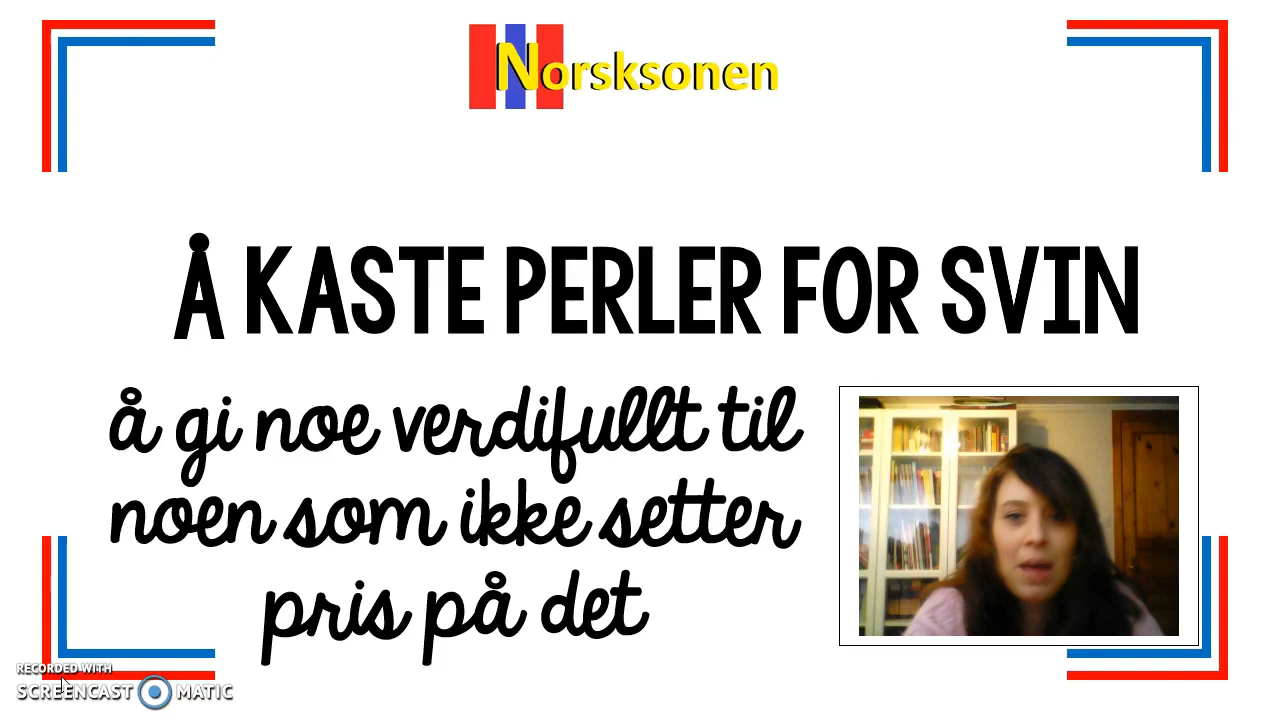 Norsksonen
Å KASTE PERLER FOR SVIN
å gi noe verdifullt til
noen som ikke setter
pris på det
RECORDED WITH
SCREENCAST MATIC